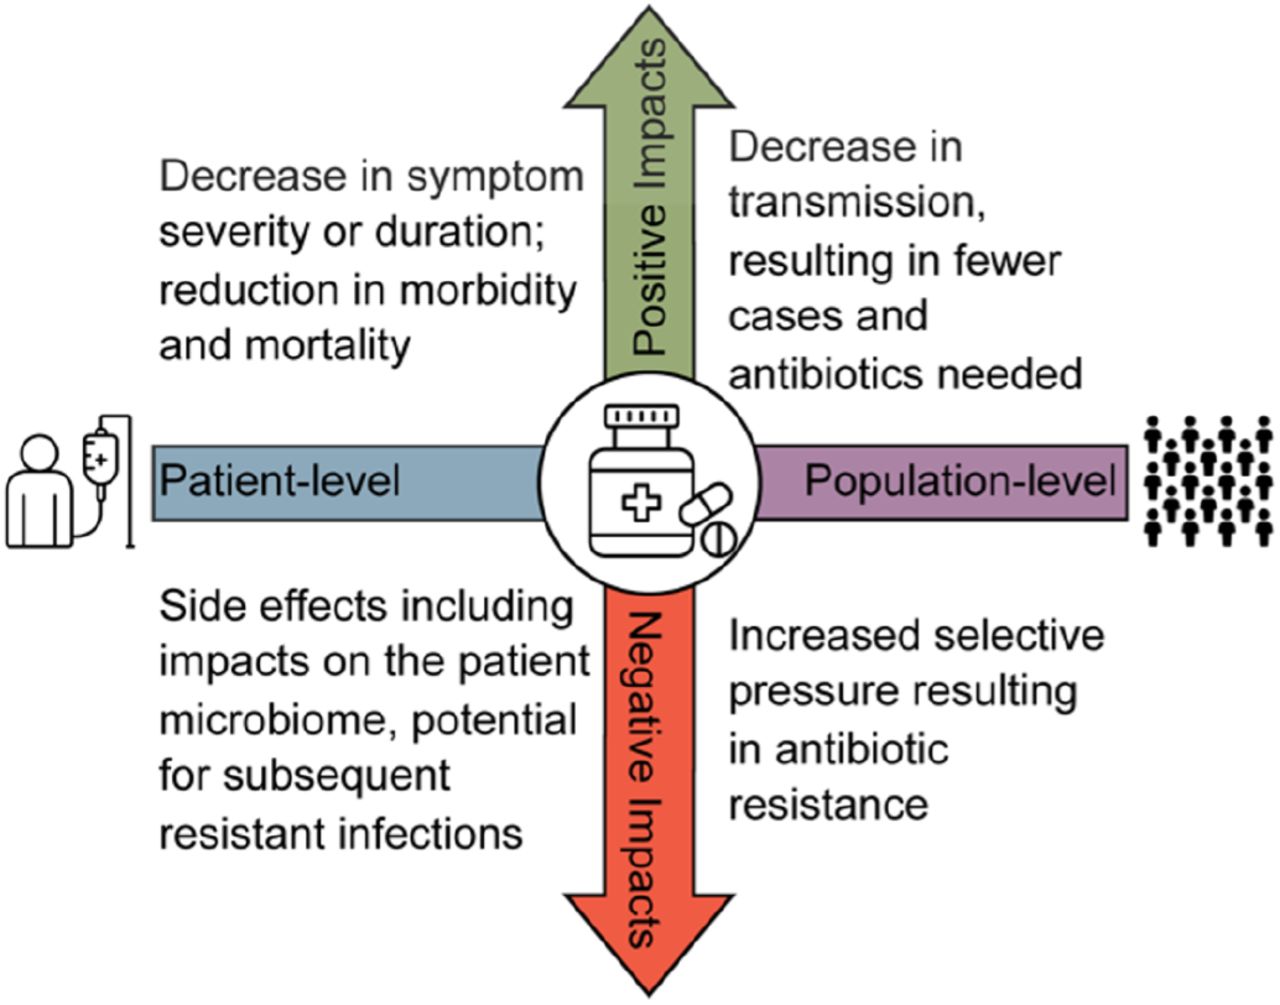 Positive Impacts
Decrease in symptom
severity or duration;
reduction in morbidity
and mortality
Decrease in
transmission,
resulting in fewer
cases and
antibiotics needed
Patient-level
Population-level
Side effects including
impacts on the patient
microbiome, potential
for subsequent
resistant infections
Negative Impacts
Increased selective
pressure resulting
in antibiotic
resistance